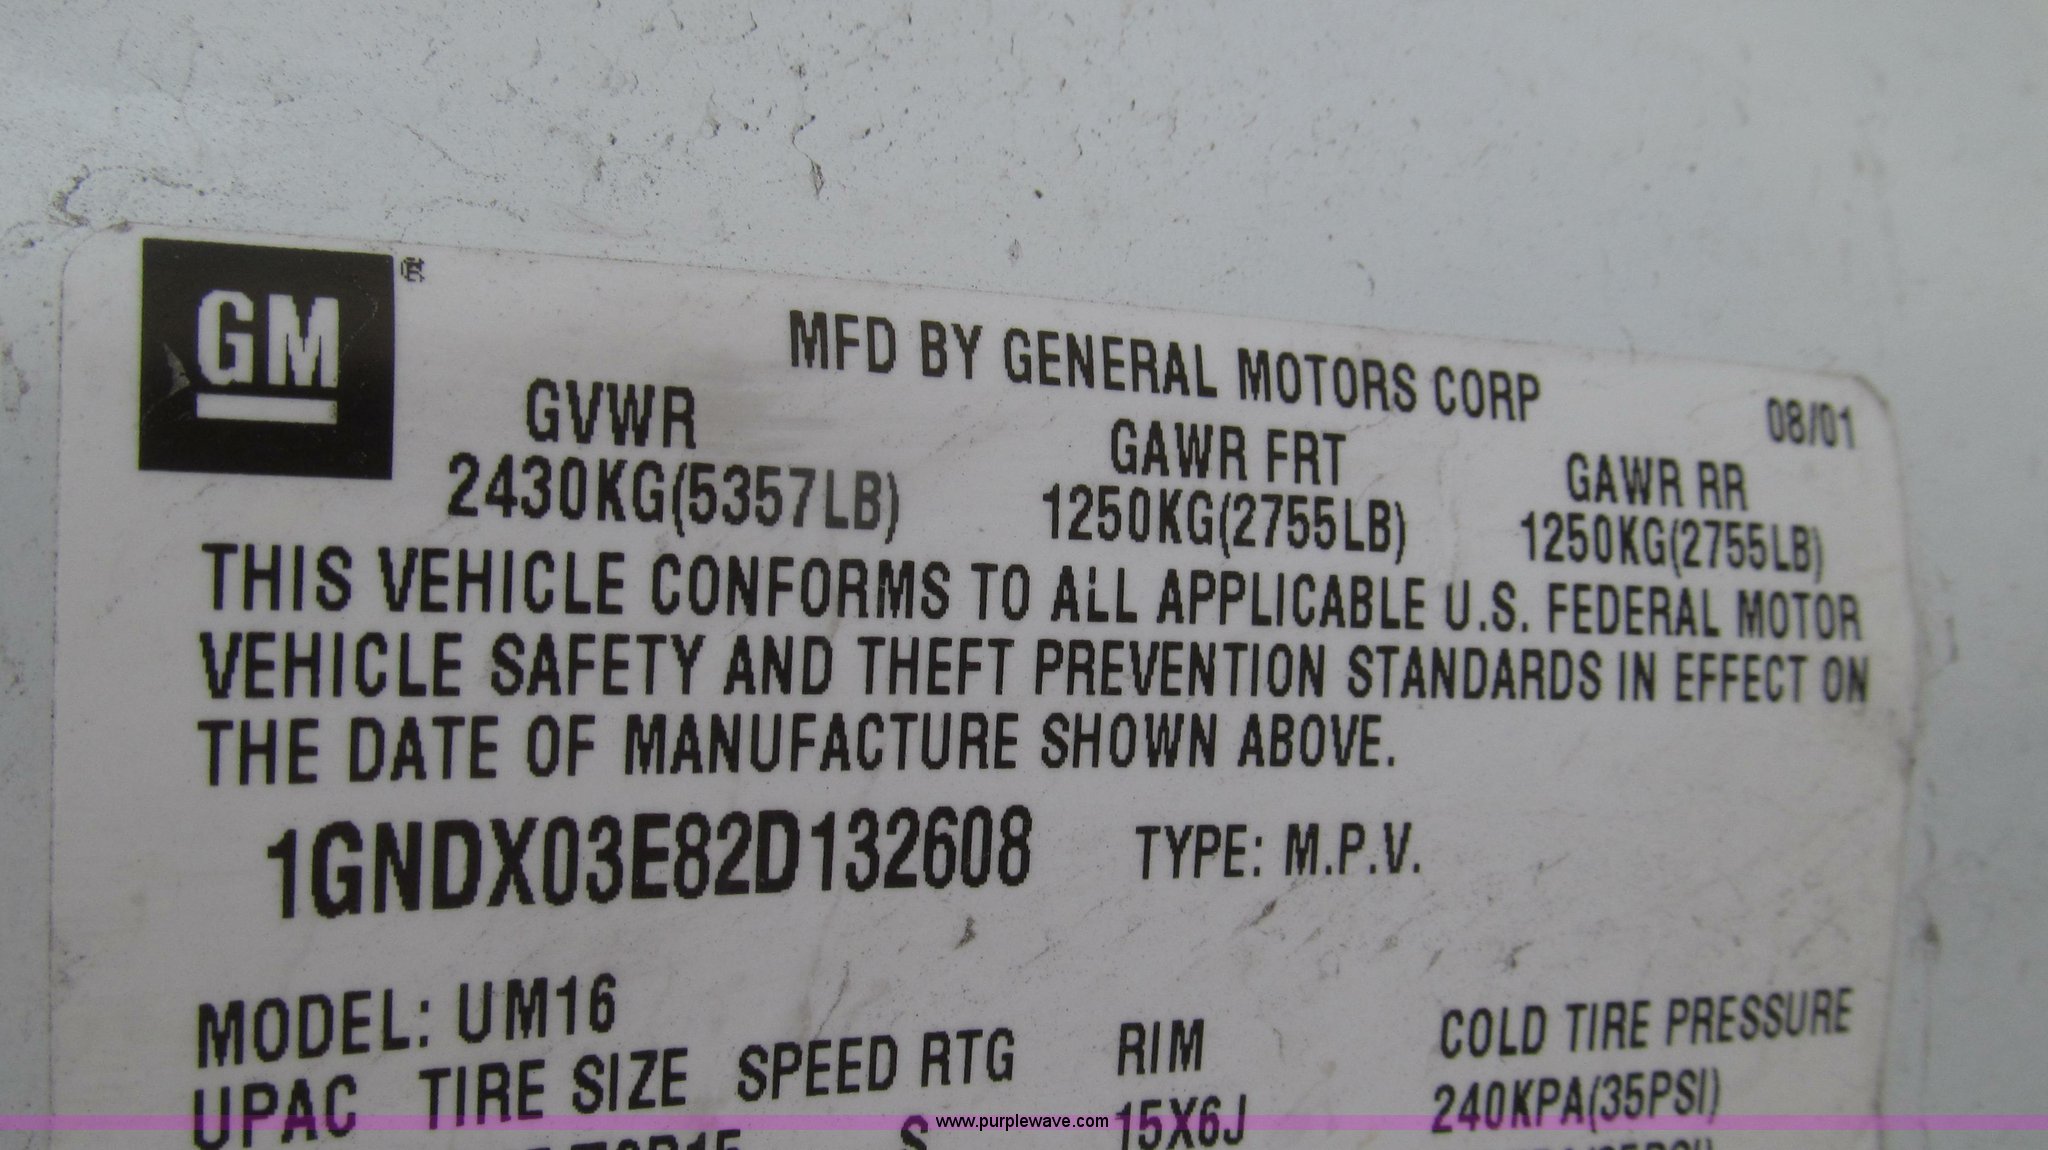 GM ®
MFD BY GENERAL MOTORS CORP 08/01
GVWR GAWR FRT GAWR RR
2430KG(5357LB) 1250KG(2755LB) 1250KG(2755LB)
THIS VEHICLE CONFORMS TO ALL APPLICABLE U.S. FEDERAL MOTOR
VEHICLE SAFETY AND THEFT PREVENTION STANDARDS IN EFFECT ON
THE DATE OF MANUFACTURE SHOWN ABOVE.
1GNDX03E82D132608 TYPE: M.P.V.
MODEL: UM16
UPAC TIRE SIZE SPEED RTG RIM COLD TIRE PRESSURE
S 15X6J 240KPA(35PSI)
www.purplewave.com